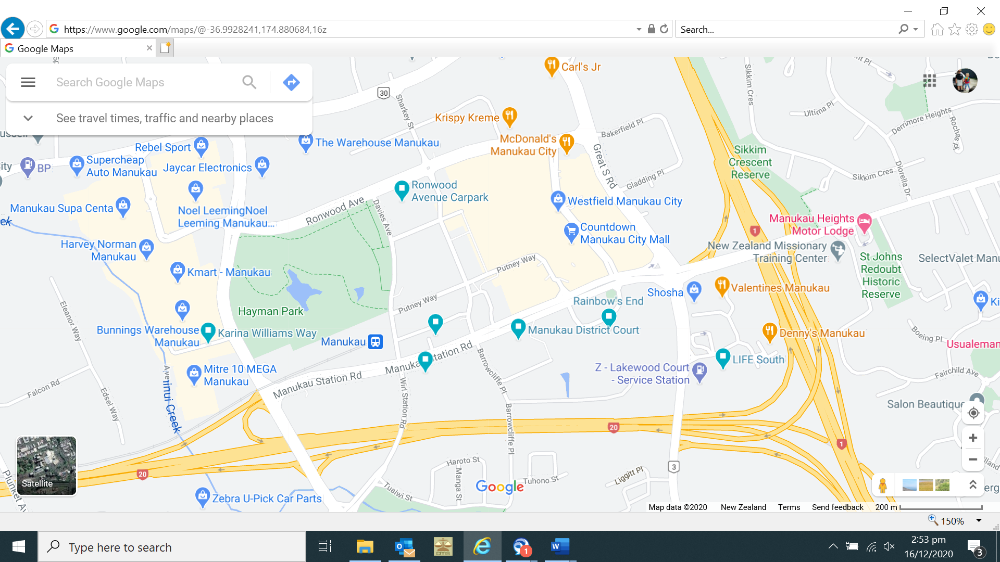 https://www.google.com/maps/@-36.9928241,174.880684,16z
Search...
Google Maps
Search Google Maps
See travel times, traffic and nearby places
30
Sharkey St
Carl's Jr
Krispy Kreme
McDonald's
Manukau City
Bakerfield Pl
Great S Rd
Gladding Pl
Sikkim Cres
Ultima Pl
Derrimore Heights
Sikkim
Crescent
Reserve
Sikkim Cres
Diorella Dr
The Warehouse Manukau
Rebel Sport
Supercheap
Auto Manukau
Jaycar Electronics
BP
Manukau Supa Centa
Noel LeemingNoel
Leeming Manukau...
Ronwood Ave
Ronwood
Avenue Carpark
Davies Ave
Westfield Manukau City
Countdown
Manukau City Mall
Manukau Heights
Motor Lodge
1
New Zealand Missionary
Training Center
St Johns
Redoubt
Historic
Reserve
SelectValet Manu
Harvey Norman
Manukau
Kmart - Manukau
Putney Way
Putney Way
Shosha
Valentines Manukau
Rainbow's End
Hayman Park
Eleanor Way
Bunnings Warehouse
Manukau
Karina Williams Way
Manukau
Manukau District Court
Denny's Manukau
Boeing Pl
Usualeman
LIFE South
Z - Lakewood Court
- Service Station
Fairchild Ave
Mitre 10 MEGA
Manukau
Manukau Station Rd
Barrowcliffe Pl
Wiri Station Rd
Barrowcliffe Pl
Falcon Rd
Edsel Way
Salon Beautique
20
1
20
3
Haroto St
Manga St
Tuhono St
Liggitt Pl
Tuaiwi St
Zebra U-Pick Car Parts
Satellite
Google
Map data ©2020
New Zealand
Terms
Send feedback
200 m
150%
Type here to search
CMS
1
2:53 pm
16/12/2020
3